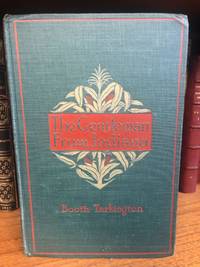 The Gentleman
From Indiana
Booth Tarkington